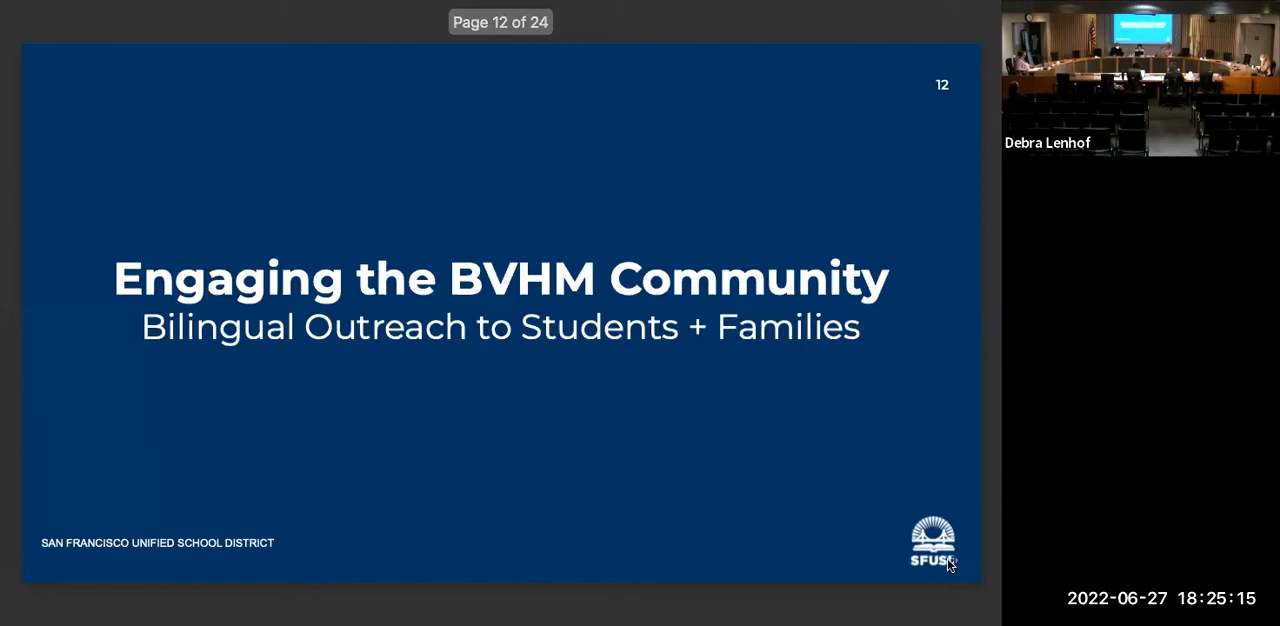 Page 12 of 24
12
Engaging the BVHM Community
Bilingual Outreach to Students + Families
SAN FRANCISCO UNIFIED SCHOOL DISTRICT
Debra Lenhof
2022-06-27 18:25:15